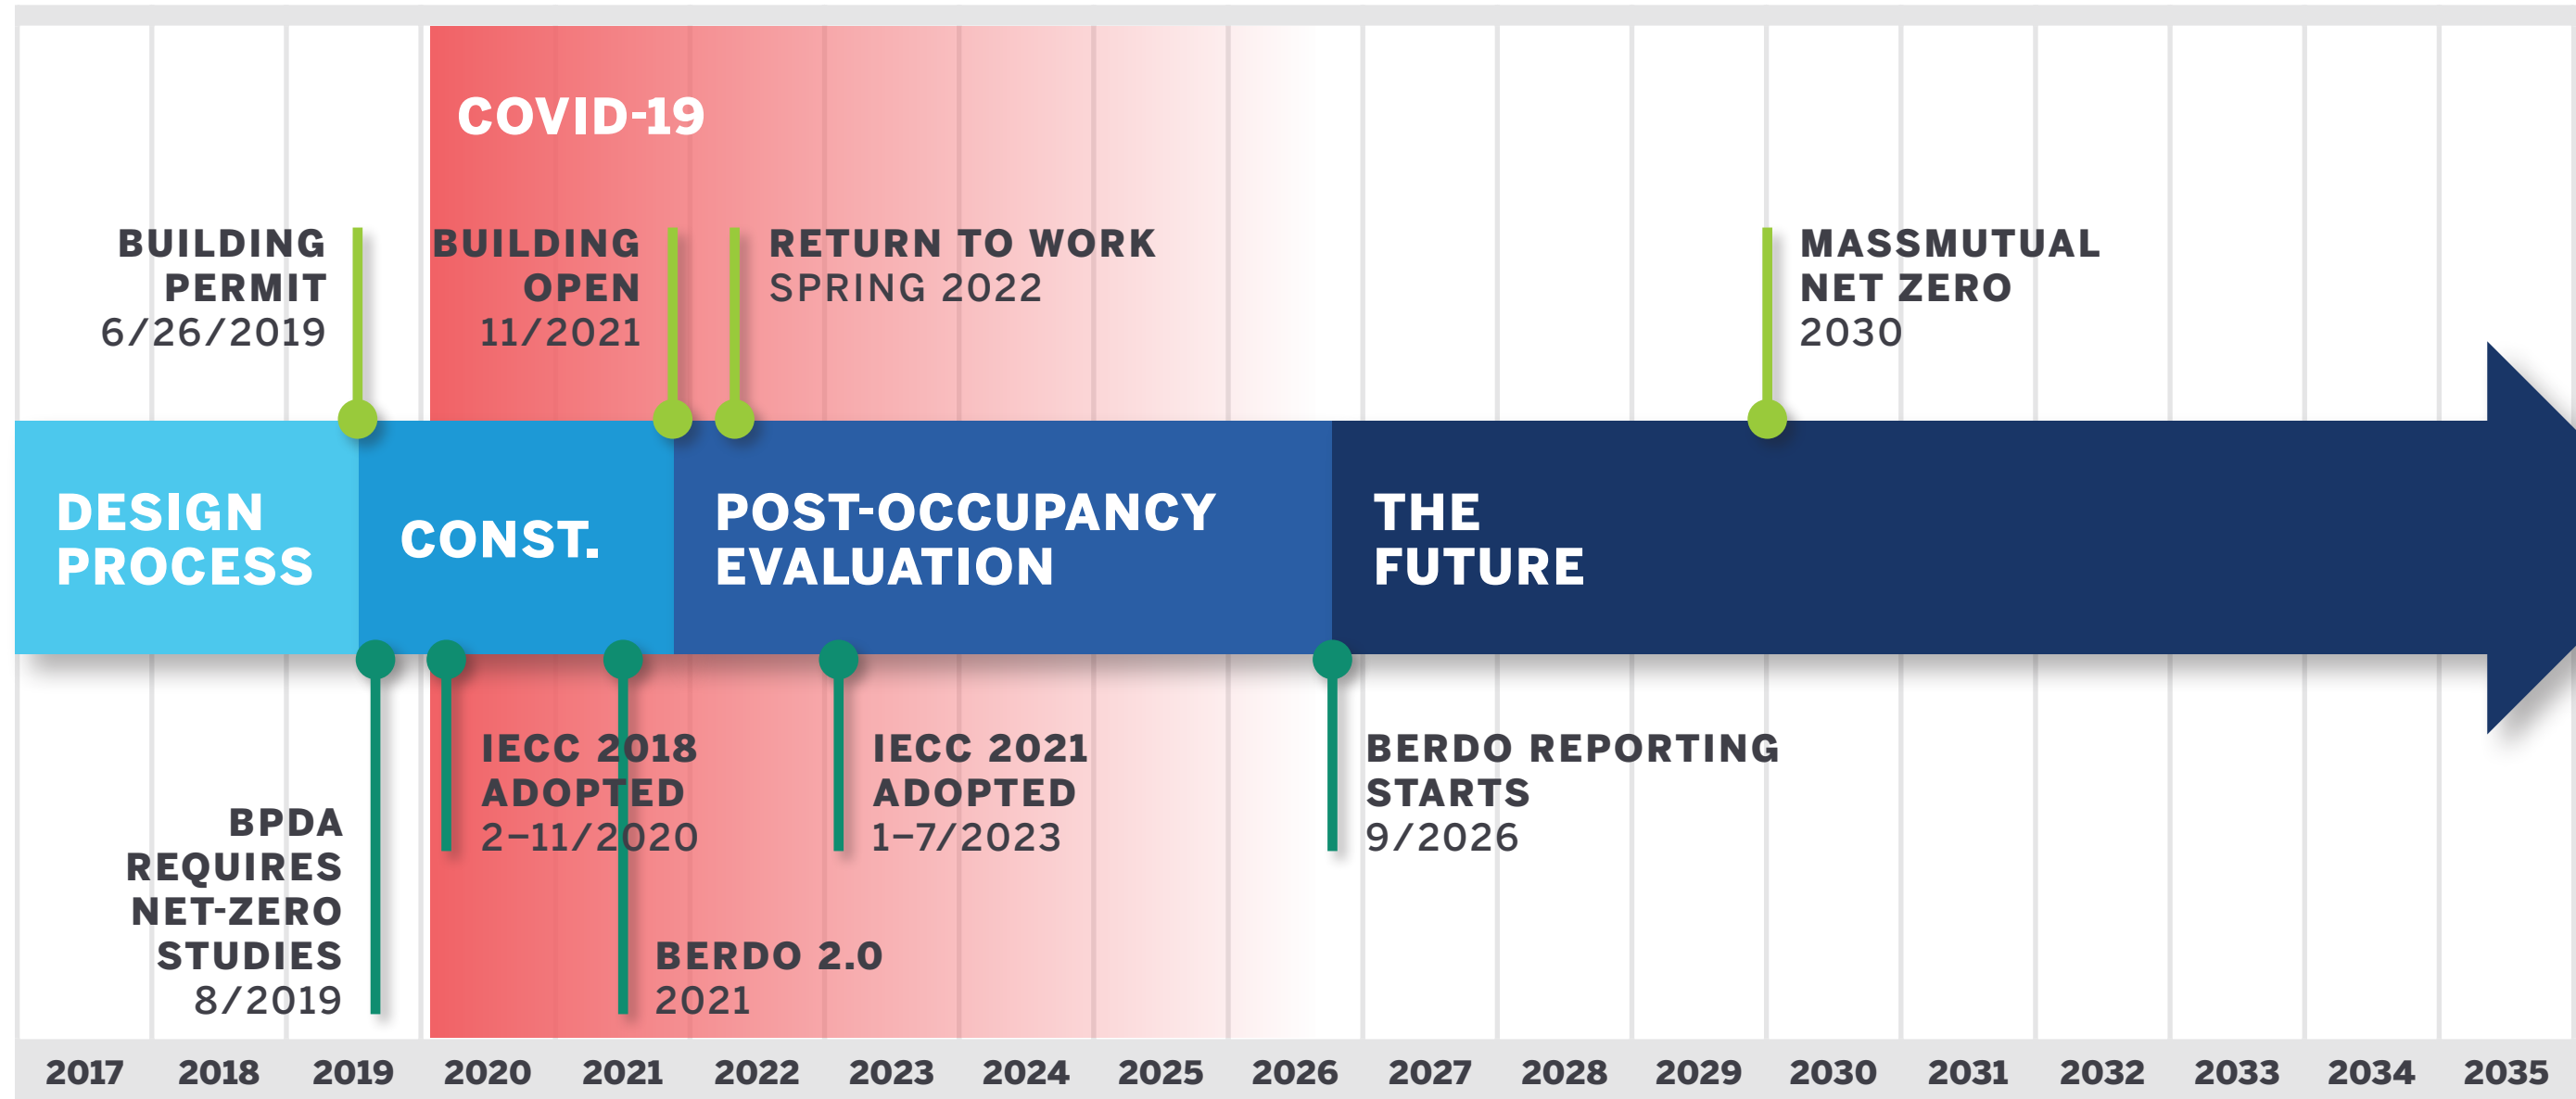 COVID-19
BUILDING
PERMIT
6/26/2019
BUILDING
OPEN
11/2021
RETURN TO WORK
SPRING 2022
MASSMUTUAL
NET ZERO
2030
DESIGN
PROCESS
CONST.
POST-OCCUPANCY
EVALUATION
THE
FUTURE
BPDA
REQUIRES
NET-ZERO
STUDIES
8/2019
IECC 2018
ADOPTED
2–11/2020
BERDO 2.0
2021
IECC 2021
ADOPTED
1–7/2023
BERDO REPORTING
STARTS
9/2026
2017 2018 2019 2020 2021 2022 2023 2024 2025 2026 2027 2028 2029 2030 2031 2032 2033 2034 2035